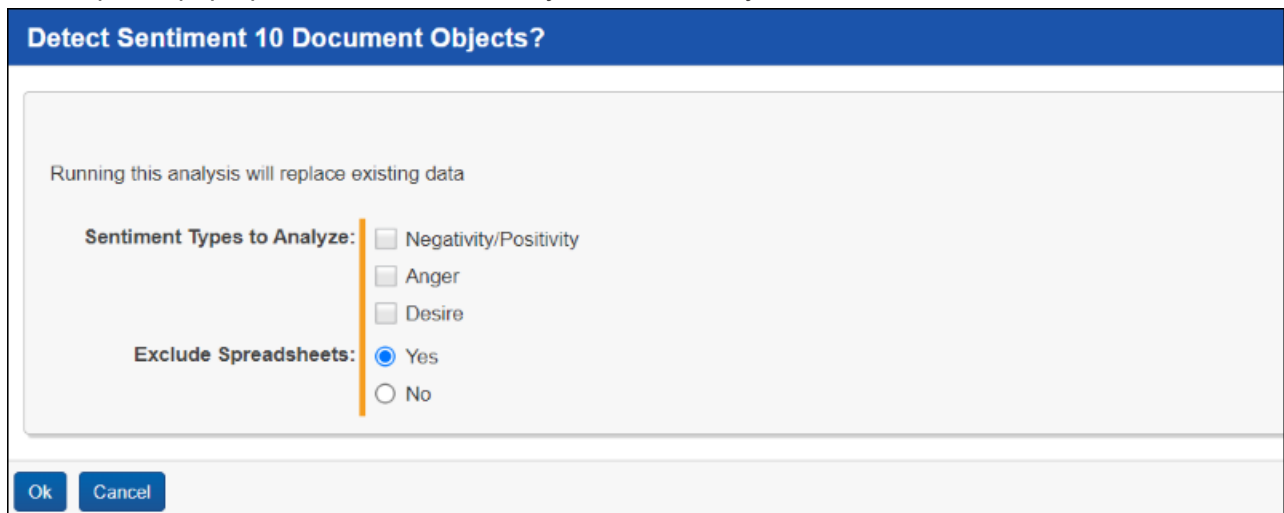 Detect Sentiment 10 Document Objects?
Running this analysis will replace existing data
Sentiment Types to Analyze: Negativity/Positivity
Anger
Desire
Exclude Spreadsheets: Yes
No
Ok Cancel